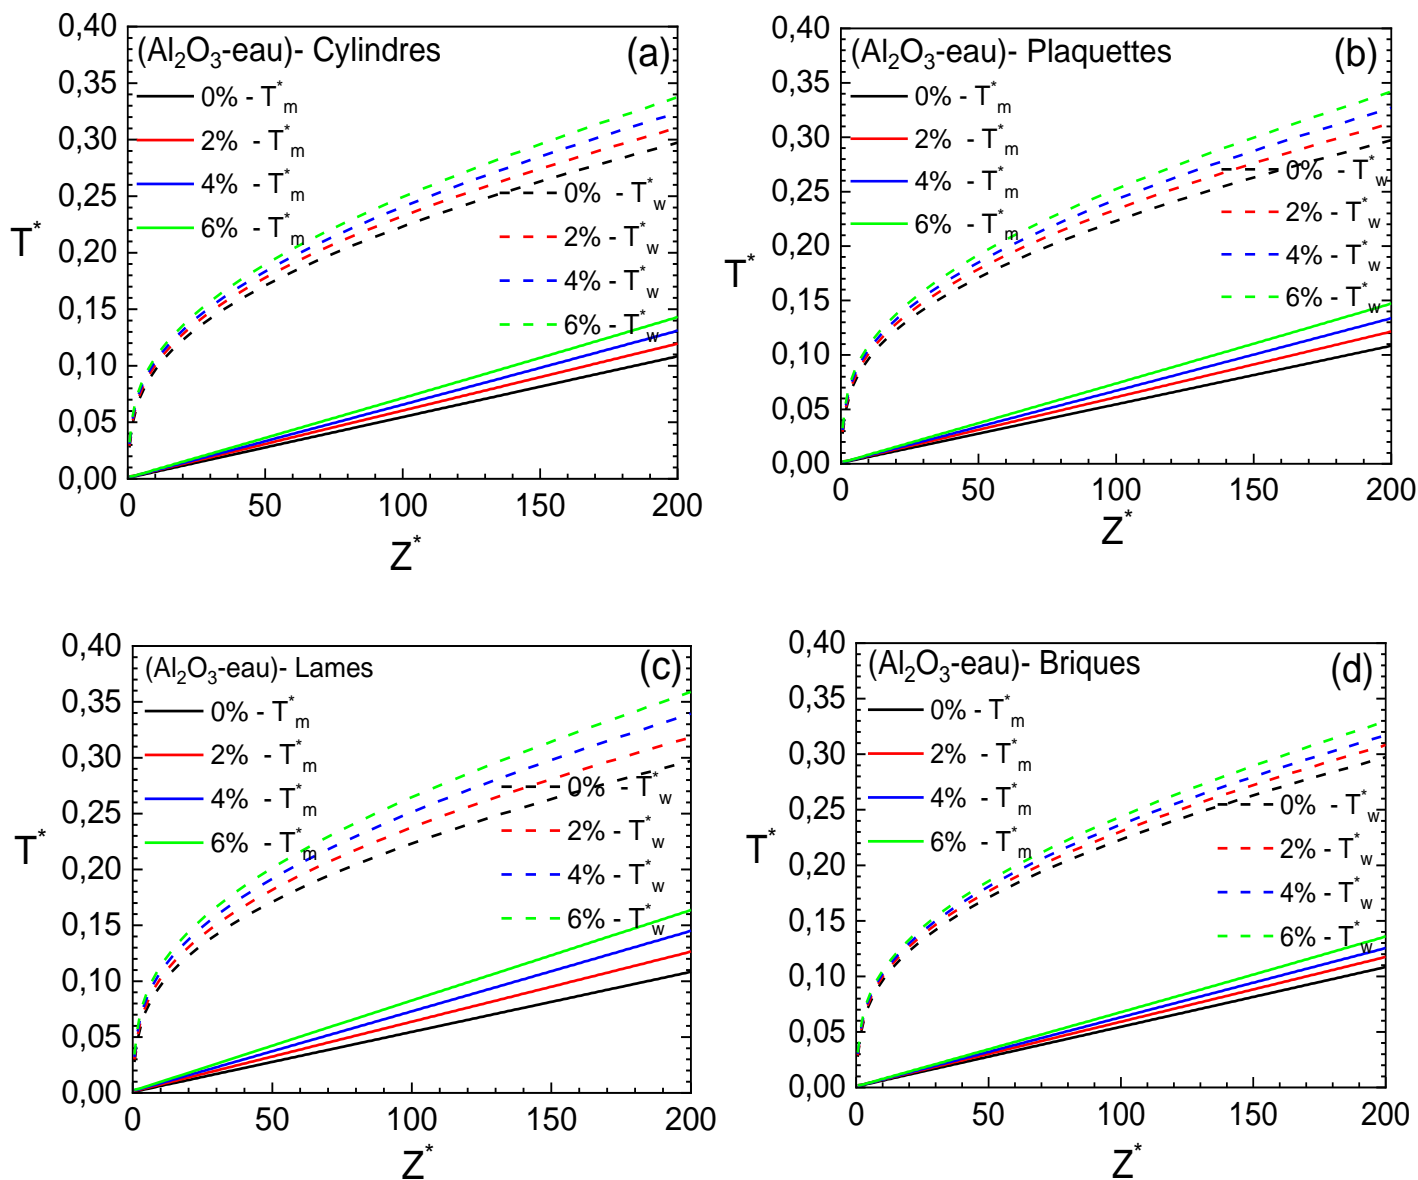 (Al₂O₃-eau)- Cylindres
(a)
0% - T*m
2% - T*m
4% - T*m
6% - T*m
0% - T*w
2% - T*w
4% - T*w
6% - T*w
0,40
0,35
0,30
0,25
0,20
0,15
0,10
0,05
0,00
T*
0 50 100 150 200
Z*
(Al₂O₃-eau)- Plaquettes
(b)
0% - T*m
2% - T*m
4% - T*m
6% - T*m
0% - T*w
2% - T*w
4% - T*w
6% - T*w
0,40
0,35
0,30
0,25
0,20
0,15
0,10
0,05
0,00
T*
0 50 100 150 200
Z*
(Al₂O₃-eau)- Lames
(c)
0% - T*m
2% - T*m
4% - T*m
6% - T*m
0% - T*w
2% - T*w
4% - T*w
6% - T*w
0,40
0,35
0,30
0,25
0,20
0,15
0,10
0,05
0,00
T*
0 50 100 150 200
Z*
(Al₂O₃-eau)- Briques
(d)
0% - T*m
2% - T*m
4% - T*m
6% - T*m
0% - T*w
2% - T*w
4% - T*w
6% - T*w
0,40
0,35
0,30
0,25
0,20
0,15
0,10
0,05
0,00
T*
0 50 100 150 200
Z*